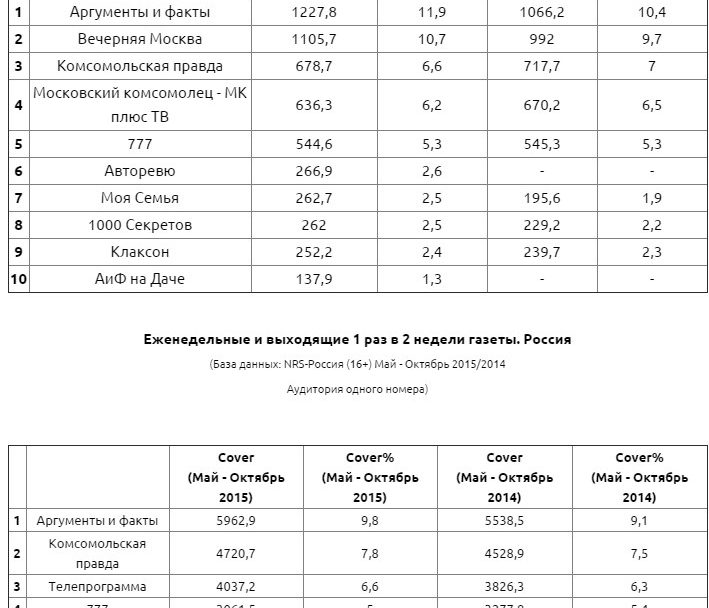 1 Аргументы и факты 1227,8 11,9 1066,2 10,4
2 Вечерняя Москва 1105,7 10,7 992 9,7
3 Комсомольская правда 678,7 6,6 717,7 7
Московский комсомолец - МК
4 636,3 6,2 670,2 6,5
плюс ТВ
5 777 544,6 5,3 545,3 5,3
6 Авторевю 266,9 2,6 - -
7 Моя Семья 262,7 2,5 195,6 1,9
8 1000 Секретов 262 2,5 229,2 2,2
9 Клаксон 252,2 2,4 239,7 2,3
10 АиФ на Даче 137,9 1,3 - -
Еженедельные и выходящие 1 раз в 2 недели газеты. Россия
(База данных: NRS-Россия (16+) Май - Октябрь 2015/2014
Аудитория одного номера)
Cover Cover% Cover Cover%
(Май - Октябрь (Май - Октябрь (Май - Октябрь (Май - Октябрь
2015) 2015) 2014) 2014)
1 Аргументы и факты 5962,9 9,8 5538,5 9,1
Комсомольская
2 4720,7 7,8 4528,9 7,5
правда
3 Телепрограмма 4037,2 6,6 3826,3 6,3